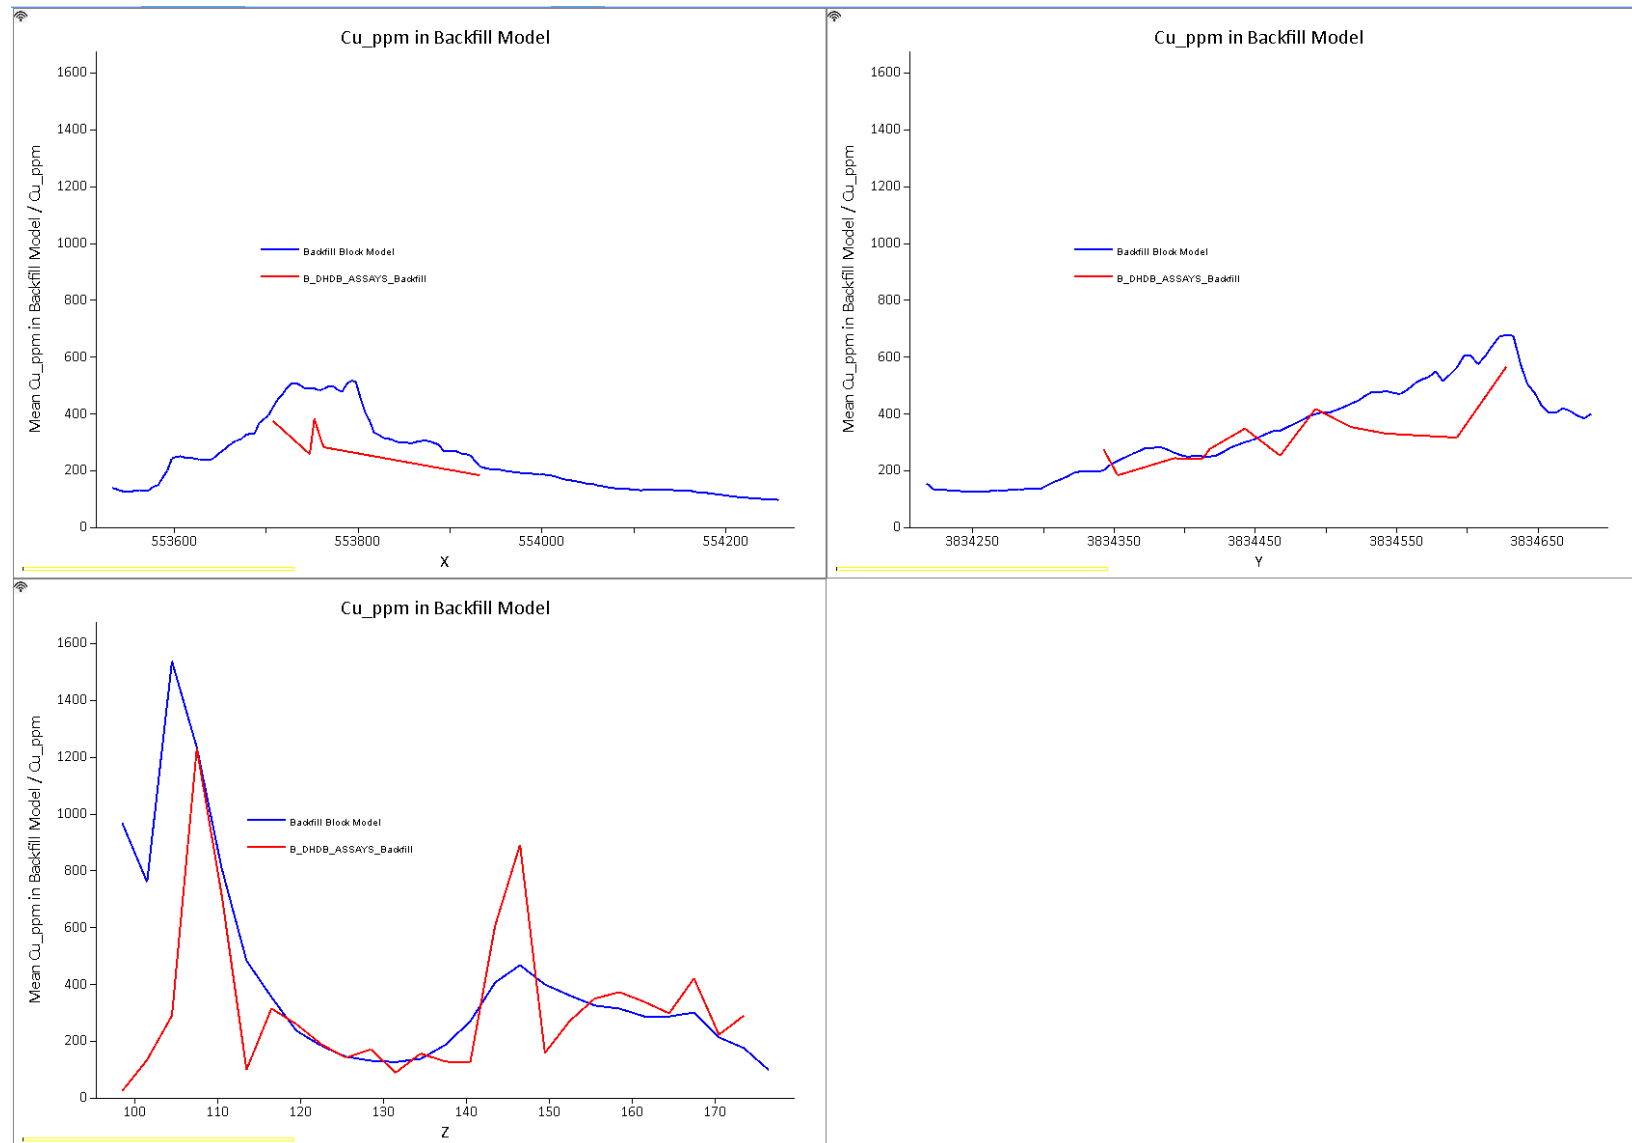 Cu_ppm in Backfill Model
Mean Cu_ppm in Backfill Model / Cu_ppm
1600
1400
1200
1000
800
600
400
200
0
Backfill Block Model
B_DHDB_ASSAYS_Backfill
553600 553800 554000 554200
X
Cu_ppm in Backfill Model
Mean Cu_ppm in Backfill Model / Cu_ppm
1600
1400
1200
1000
800
600
400
200
0
Backfill Block Model
B_DHDB_ASSAYS_Backfill
3834250 3834350 3834450 3834550 3834650
Y
Cu_ppm in Backfill Model
Mean Cu_ppm in Backfill Model / Cu_ppm
1600
1400
1200
1000
800
600
400
200
0
Backfill Block Model
B_DHDB_ASSAYS_Backfill
100 110 120 130 140 150 160 170
Z